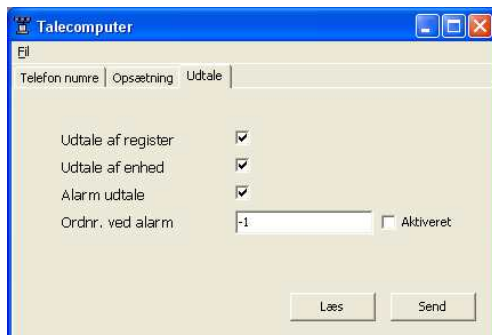 Talecomputer
Fil
Telefon numre Opsætning Udtale
Udtale af register
Udtale af enhed
Alarm udtale
Ordnr. ved alarm -1 Aktiveret
Læs Send